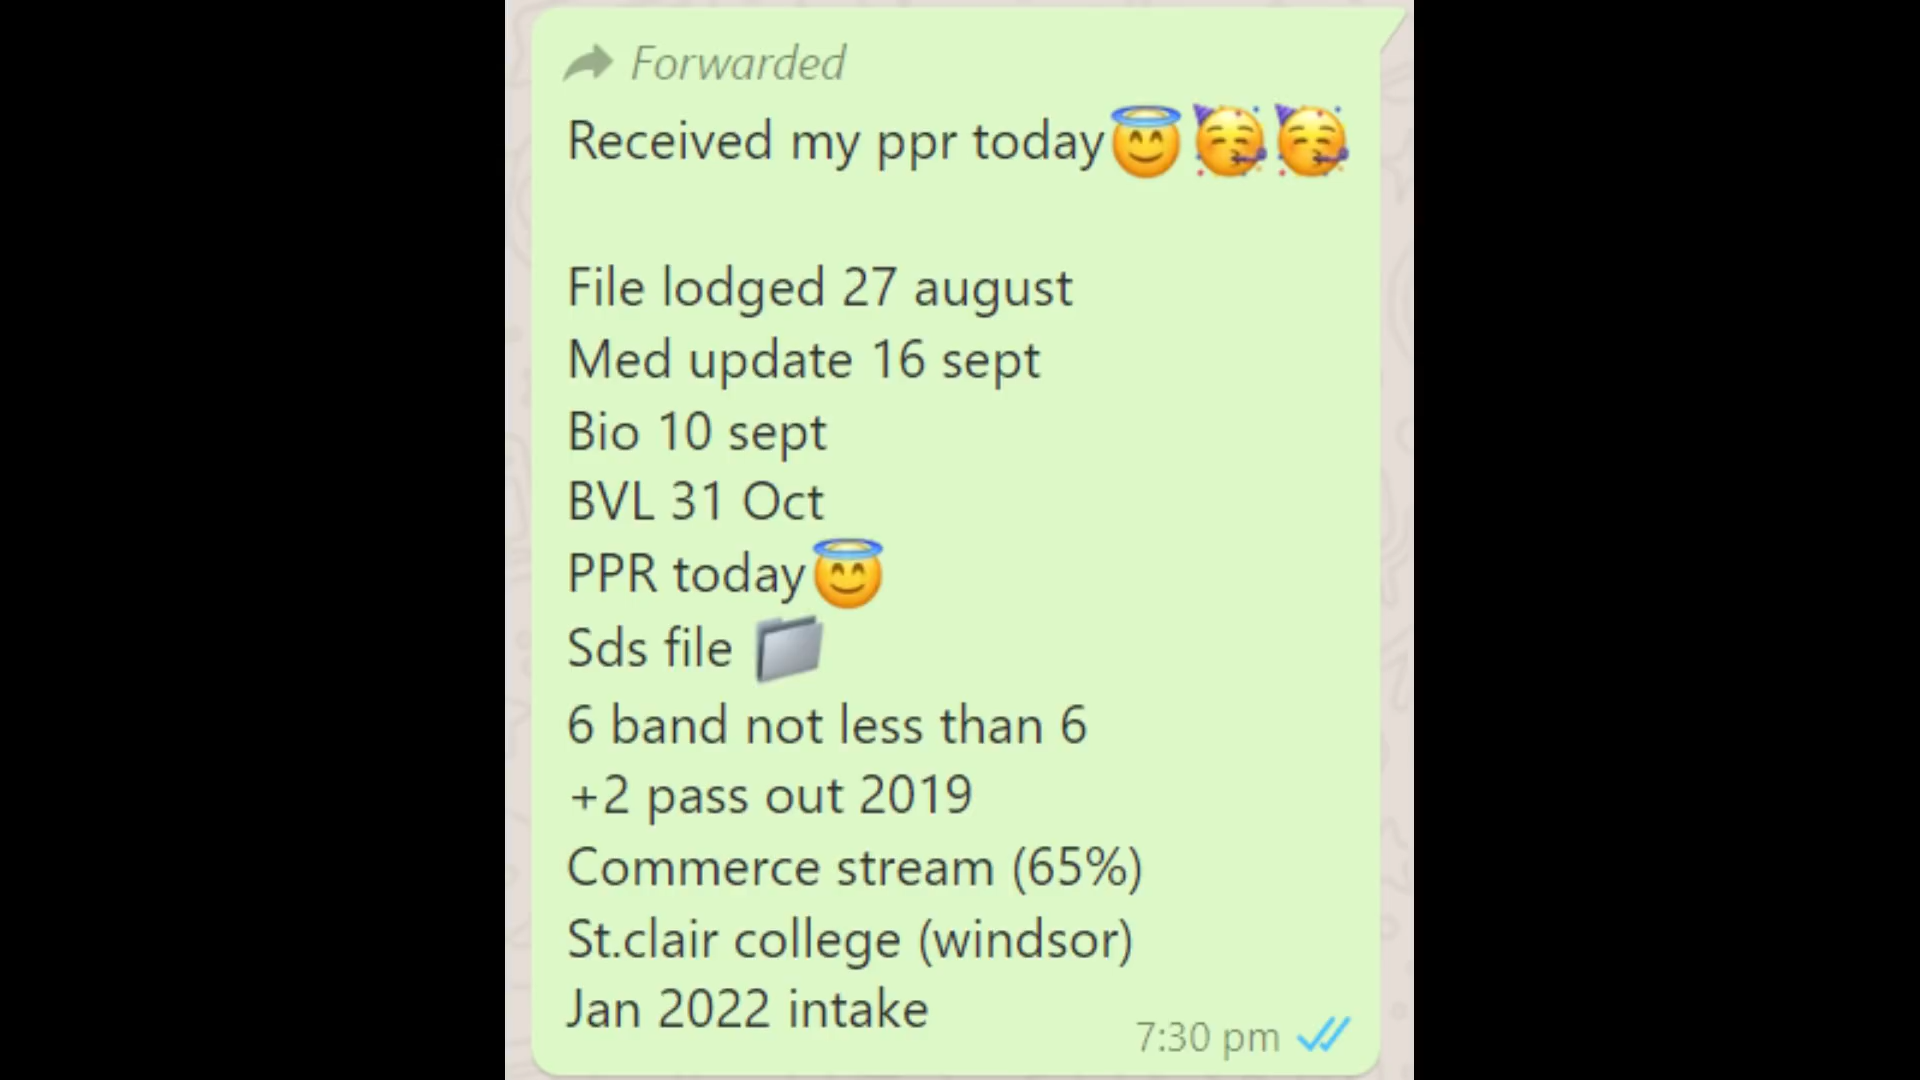 Forwarded
Received my ppr today😇🥳🥳
File lodged 27 august
Med update 16 sept
Bio 10 sept
BVL 31 Oct
PPR today😇
Sds file 📁
6 band not less than 6
+2 pass out 2019
Commerce stream (65%)
St.clair college (windsor)
Jan 2022 intake
7:30 pm